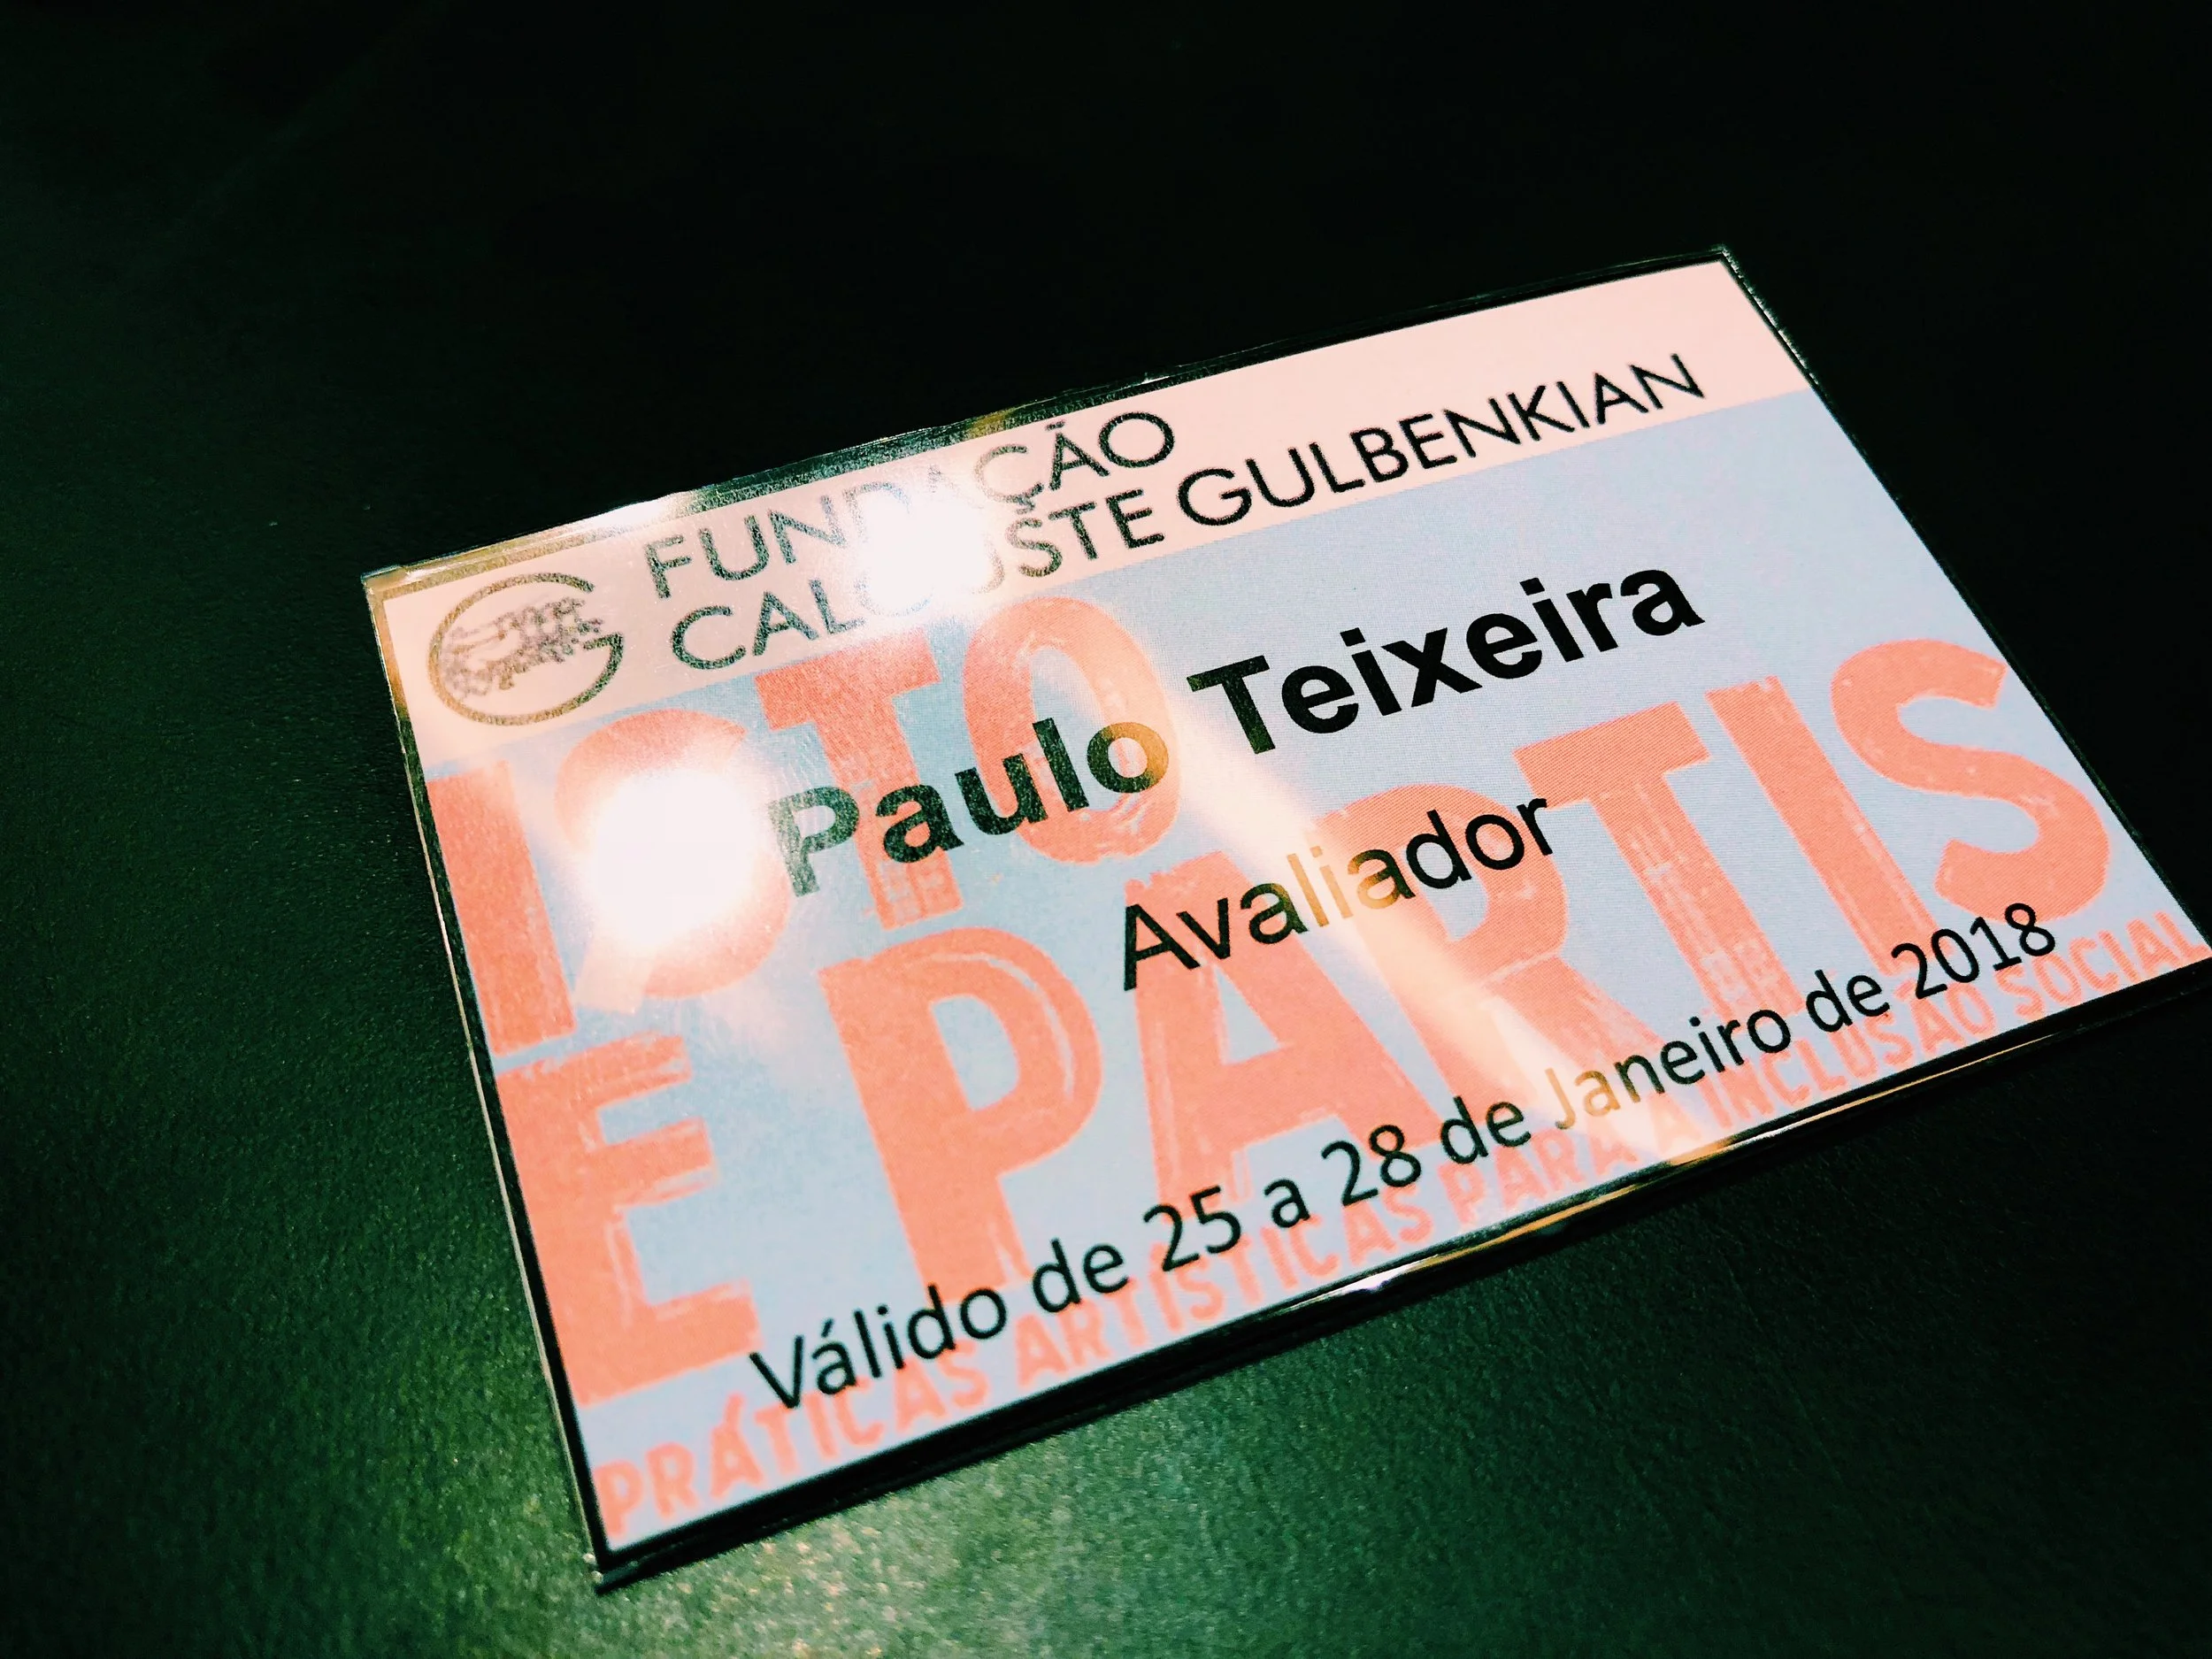 FUNDAÇÃO
CALOUSTE GULBENKIAN
ISTO
É PARTIS
Paulo Teixeira
Avaliador
Válido de 25 a 28 de Janeiro de 2018
PRÁTICAS ARTÍSTICAS PARA A INCLUSÃO SOCIAL